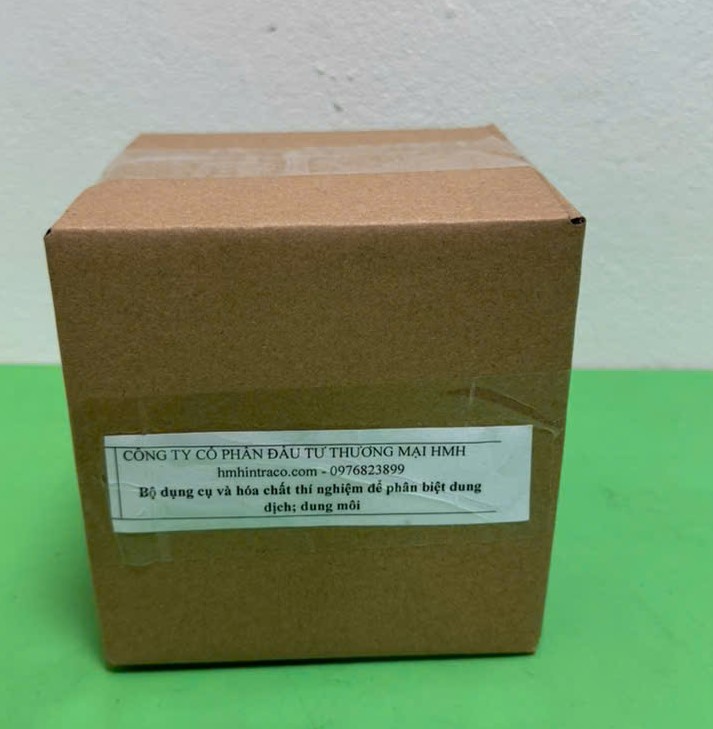 CÔNG TY CỔ PHẦN ĐẦU TƯ THƯƠNG MẠI HMH
hmhintraco.com - 0976823899
Bộ dụng cụ và hóa chất thí nghiệm để phân biệt dung
dịch; dung môi